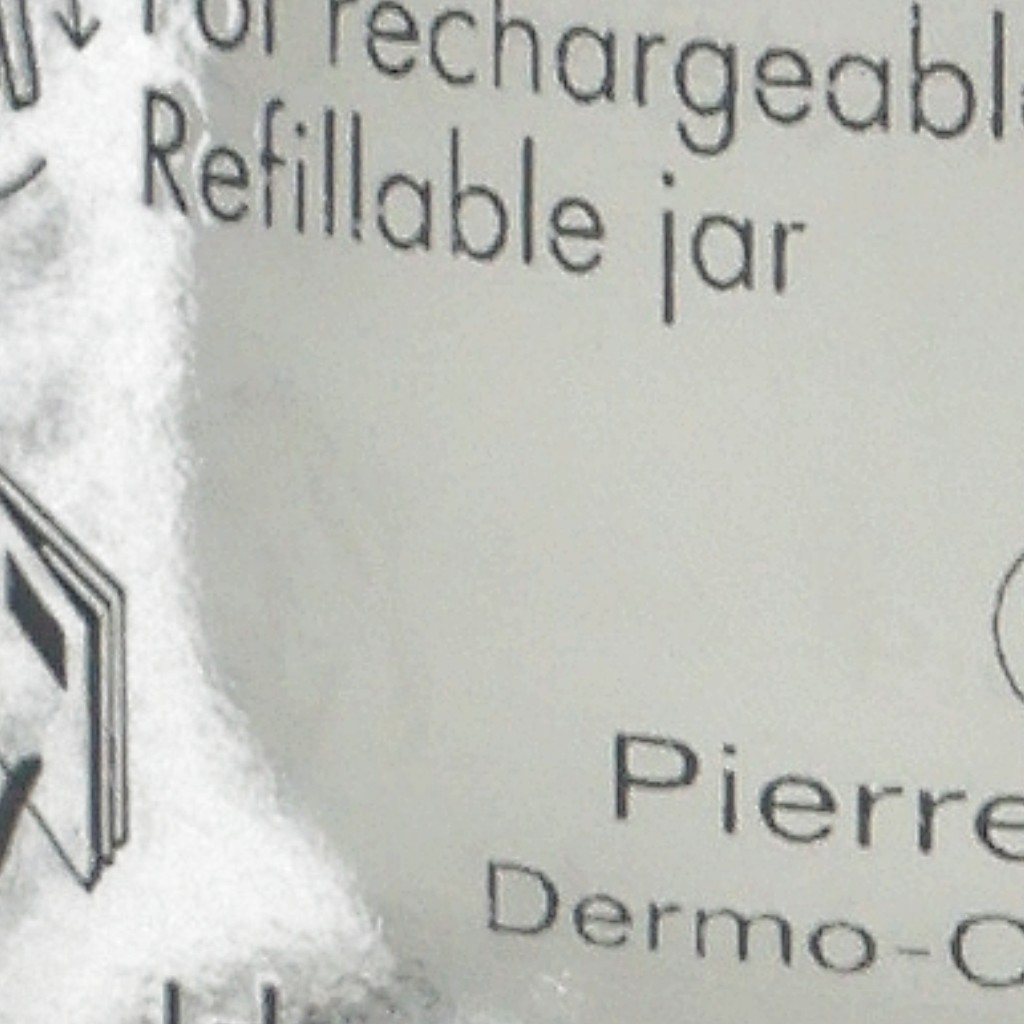 rechargeable
Refillable jar
Pierre
Dermo-